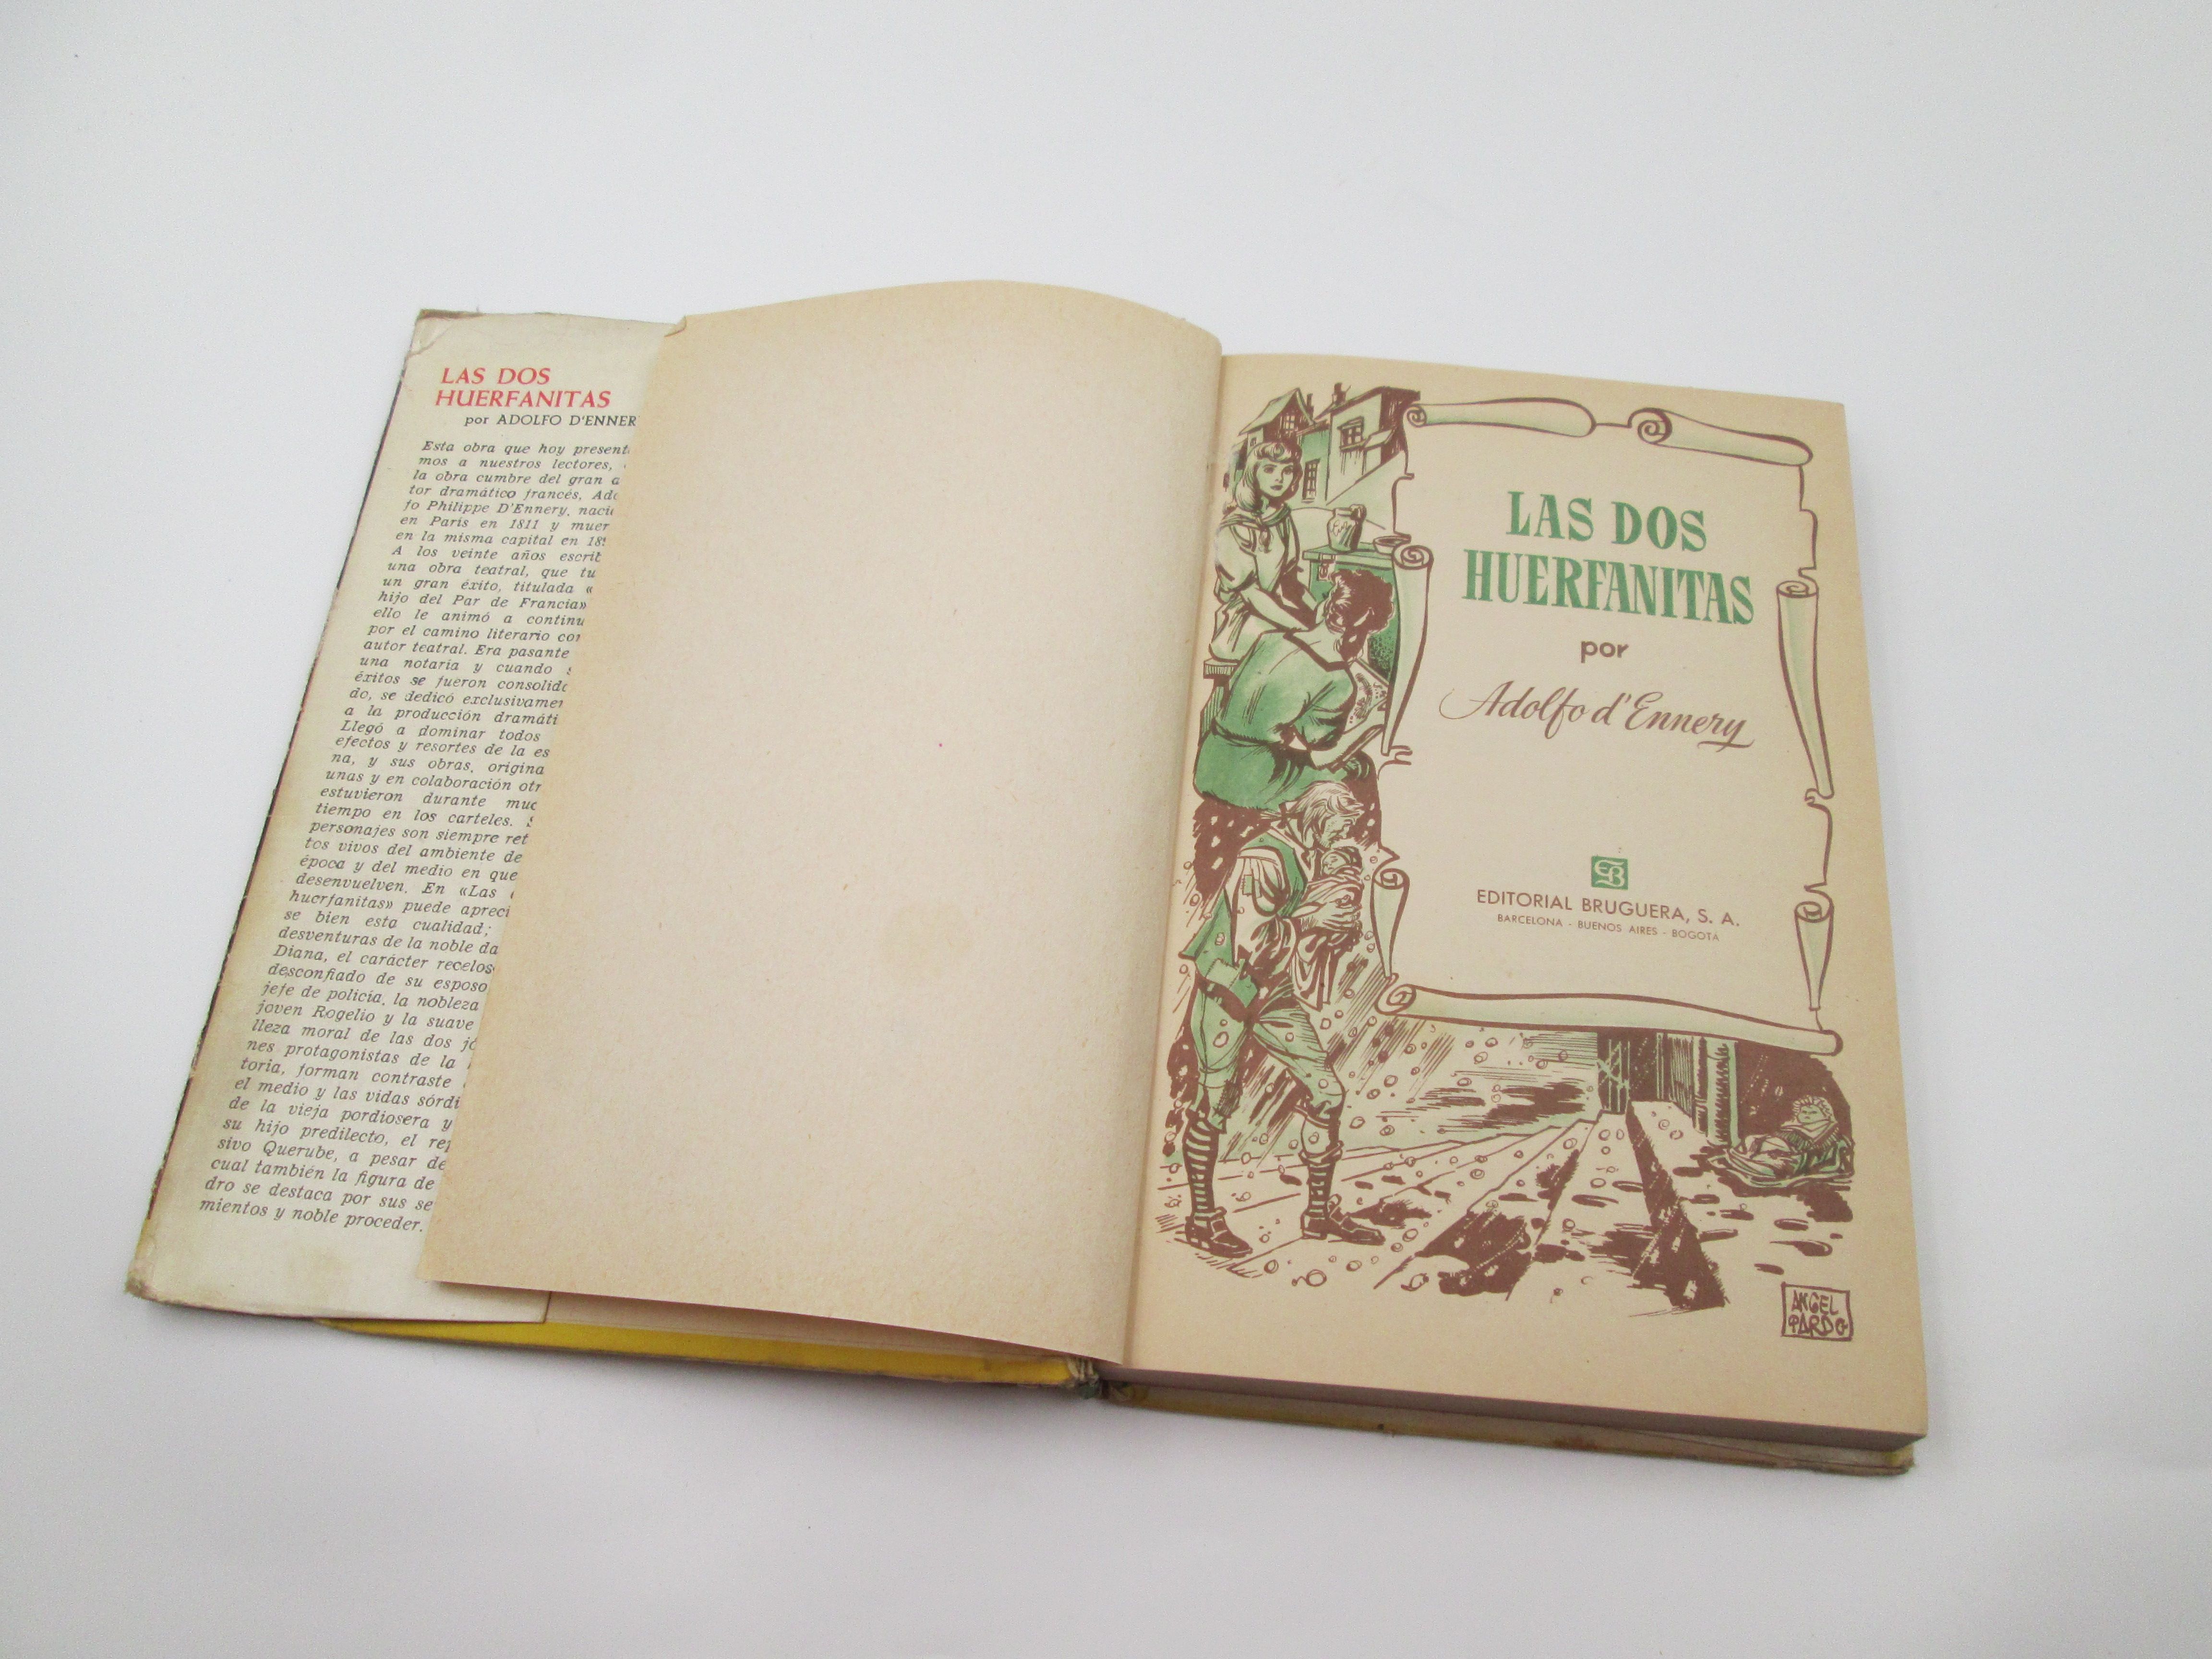 LAS DOS
HUERFANITAS
por ADOLFO D'ENNER
Esta obra que hoy present
mos a nuestros lectores,
la obra cumbre del gran a
tor dramático francés, Ado
fo Philippe D'Ennery, naci
en París en 1811 y muer
en la misma capital en 18
A los veinte años escrib
una obra teatral, que tu
un gran éxito, titulada «
hijo del Par de Francia»
ello le animó a continu
por el camino literario com
autor teatral. Era pasante
una notaría y cuando s
éxitos se fueron consolida
do, se dedicó exclusivamen
a la producción dramáti
Llegó a dominar todos
efectos y resortes de la es
na, y sus obras, origina
unas y en colaboración otr
estuvieron durante muc
tiempo en los carteles. S
personajes son siempre ret
tos vivos del ambiente de
época y del medio en que
desenvuelven. En «Las d
huerfanitas» puede apreci
se bien esta cualidad;
desventuras de la noble da
Diana, el carácter receloso
desconfiado de su esposo
jefe de policía, la nobleza
joven Rogelio y la suave
lleza moral de las dos jó
nes protagonistas de la
toria, forman contraste
el medio y las vidas sórdi
de la vieja pordiosera y
su hijo predilecto, el rep
sivo Querube, a pesar de
cual también la figura de
dro se destaca por sus se
mientos y noble proceder.
LAS DOS
HUERFANITAS
por
Adolfo d'Ennery
EB
EDITORIAL BRUGUERA, S. A.
BARCELONA - BUENOS AIRES - BOGOTA
ANGEL
PARDO